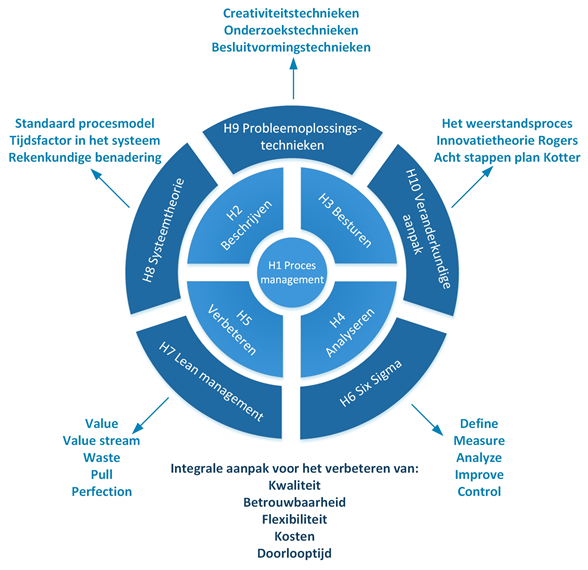 Creativiteitstechnieken
Onderzoekstechnieken
Besluitvormingstechnieken
Standaard procesmodel
Tijdsfactor in het systeem
Rekenkundige benadering
Het weerstandsproces
Innovatietheorie Rogers
Acht stappen plan Kotter
H9 Probleemoplossings-
technieken
H8 Systeemtheorie
H10 Veranderkundige
aanpak
H2
Beschrijven
H3 Besturen
H1 Proces
management
H5
Verbeteren
H4
Analyseren
H7 Lean management
H6 Six Sigma
Value
Value stream
Waste
Pull
Perfection
Define
Measure
Analyze
Improve
Control
Integrale aanpak voor het verbeteren van:
Kwaliteit
Betrouwbaarheid
Flexibiliteit
Kosten
Doorlooptijd